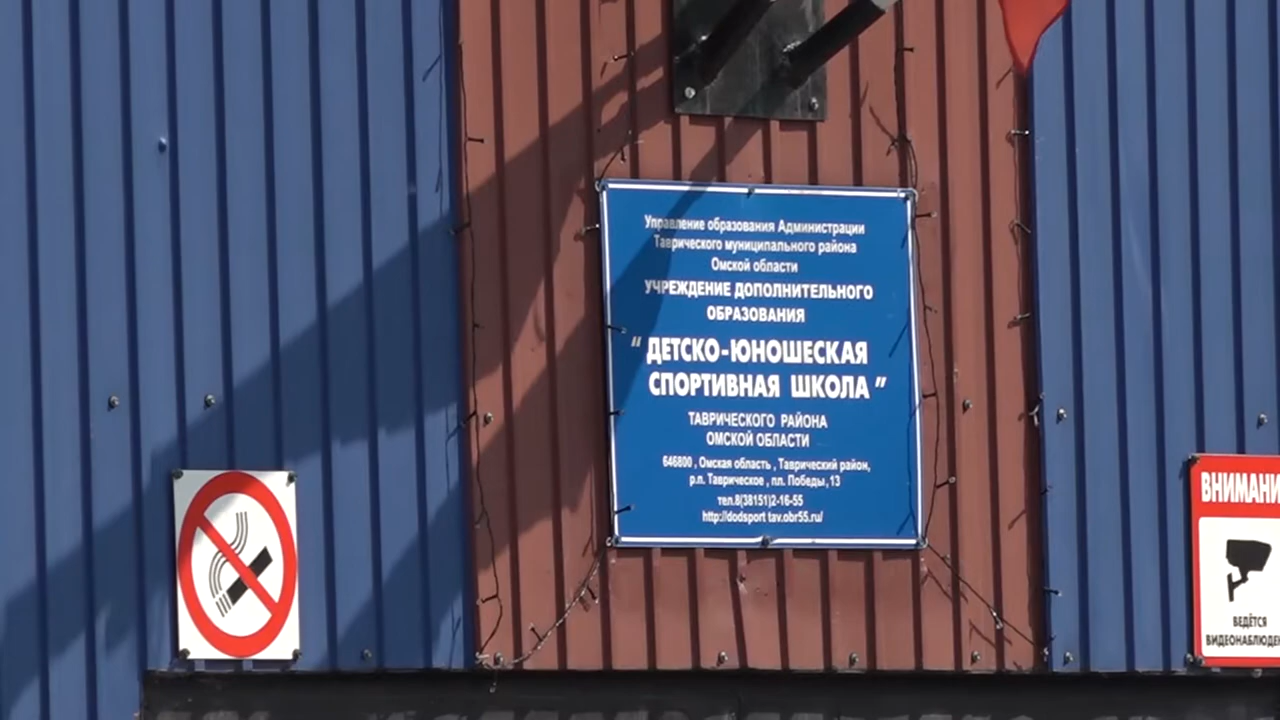 Управление образования Администрации
Таврического муниципального района
Омской области
УЧРЕЖДЕНИЕ ДОПОЛНИТЕЛЬНОГО
ОБРАЗОВАНИЯ
“ ДЕТСКО-ЮНОШЕСКАЯ
СПОРТИВНАЯ ШКОЛА ”
ТАВРИЧЕСКОГО РАЙОНА
ОМСКОЙ ОБЛАСТИ
646800 , Омская область , Таврический район,
р.п. Таврическое , пл. Победы,13
тел.8(38151)2-16-55
http://dodsport tav.obr55.ru/
ВНИМАНИ
ВЕДЁТСЯ
ВИДЕОНАБЛЮДЕН